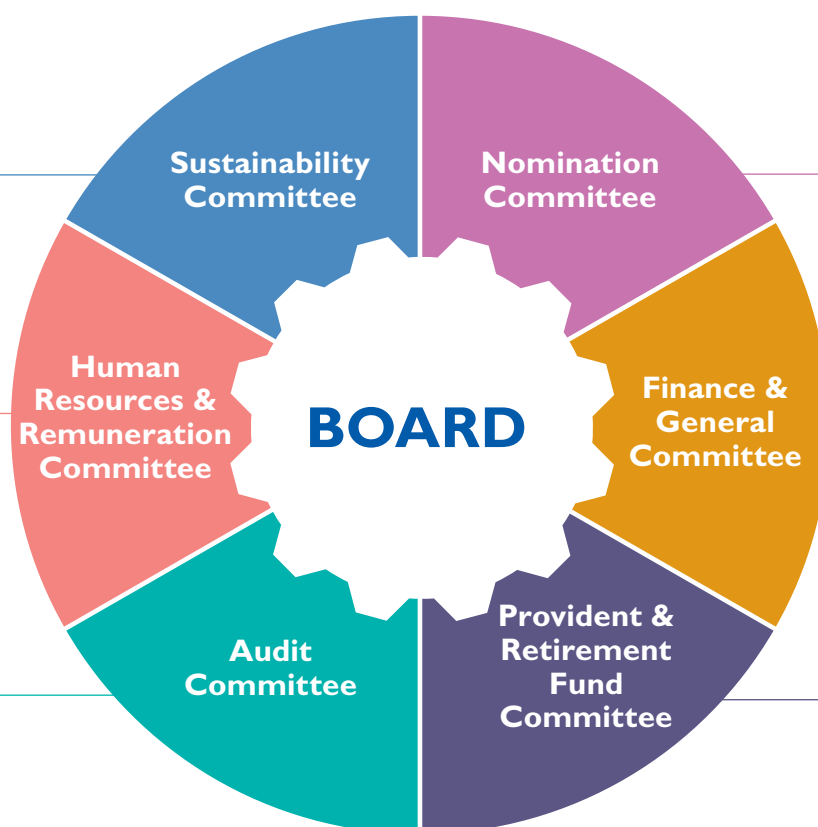 Sustainability
Committee
Nomination
Committee
Human
Resources &
Remuneration
Committee
BOARD
Finance &
General
Committee
Audit
Committee
Provident &
Retirement
Fund
Committee